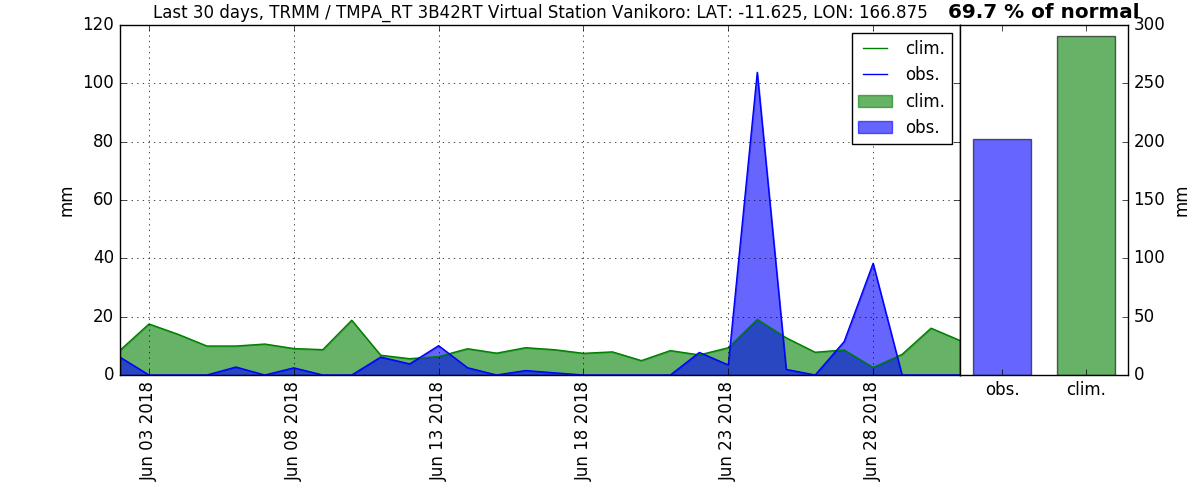 Last 30 days, TRMM / TMPA_RT 3B42RT Virtual Station Vanikoro: LAT: -11.625, LON: 166.875
69.7 % of normal
120
100
80
60
40
20
0
mm
clim.
obs.
clim.
obs.
Jun 03 2018
Jun 08 2018
Jun 13 2018
Jun 18 2018
Jun 23 2018
Jun 28 2018
300
250
200
150
100
50
0
mm
obs.
clim.